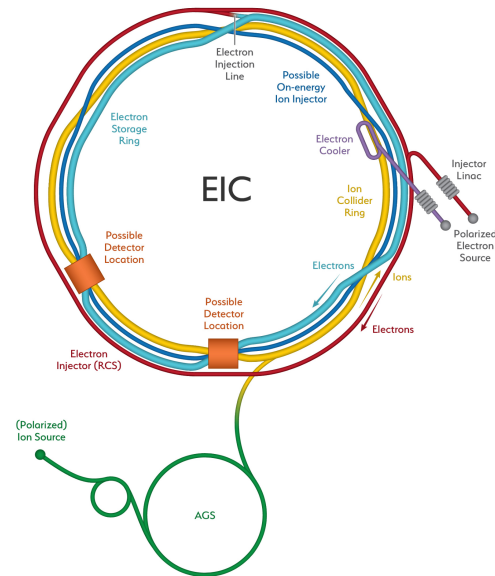 Electron
Injection
Line
Possible
On-energy
Ion Injector
Electron
Storage
Ring
Electron
Cooler
Injector
Linac
EIC
Ion
Collider
Ring
Polarized
Electron
Source
Possible
Detector
Location
Electrons
Ions
Possible
Detector
Location
Electrons
Electron
Injector (RCS)
(Polarized)
Ion Source
AGS